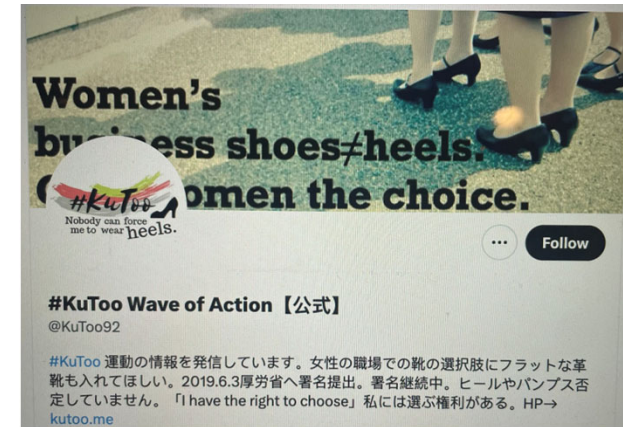 Women's
business shoes≠heels.
women the choice.
#KuToo
Nobody can force
me to wear heels.
Follow
#KuToo Wave of Action【公式】
@KuToo92
#KuToo 運動の情報を発信しています。女性の職場での靴の選択肢にフラットな革
靴も入れてほしい。2019.6.3厚労省へ署名提出。署名継続中。ヒールやパンプス否
定していません。「I have the right to choose」私には選ぶ権利がある。HP→
kutoo.me